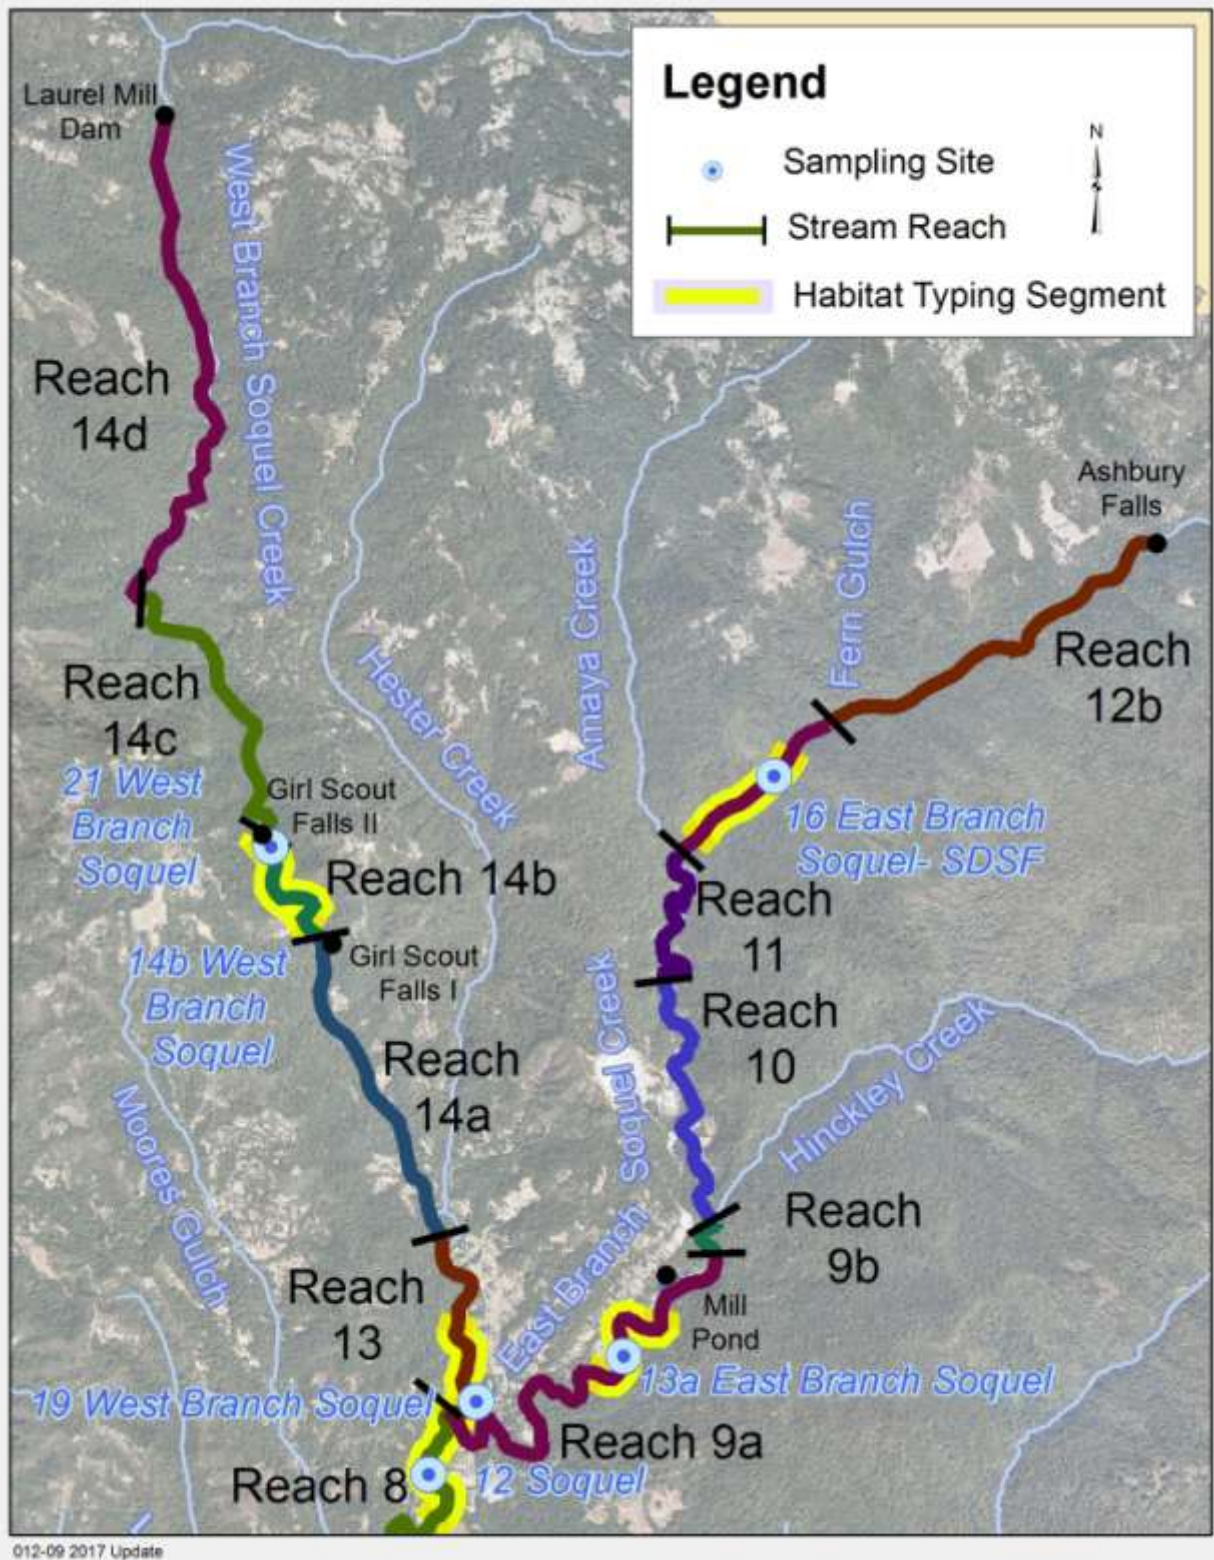 Legend
N
Sampling Site
Stream Reach
Habitat Typing Segment
Laurel Mill
Dam
West Branch Soquel Creek
Reach
14d
Ashbury
Falls
Fern Gulch
Amaya Creek
Reach
12b
Hester Creek
Reach
14c
21 West
Branch
Soquel
Girl Scout
Falls II
16 East Branch
Soquel- SDSF
Reach 14b
Reach
11
14b West
Branch
Soquel
Girl Scout
Falls I
Reach
10
East Branch Soquel Creek
Hinckley Creek
Reach
14a
Moores Gulch
Reach
9b
Reach
13
Mill
Pond
13a East Branch Soquel
19 West Branch Soquel
Reach 9a
Reach 8
12 Soquel
012-09 2017 Update